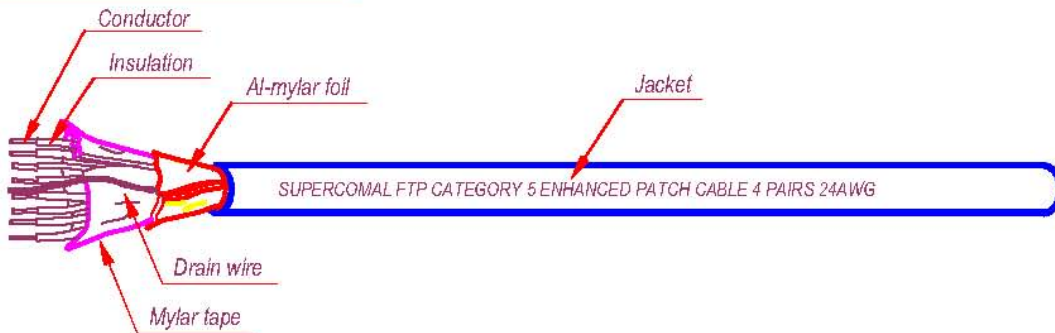 Conductor
Insulation
Al-mylar foil
Jacket
SUPERCOMAL FTP CATEGORY 5 ENHANCED PATCH CABLE 4 PAIRS 24AWG
Drain wire
Mylar tape